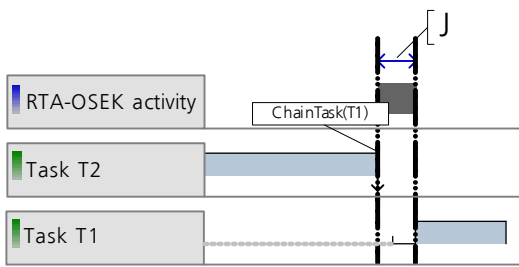 J
RTA-OSEK activity
ChainTask(T1)
Task T2
Task T1